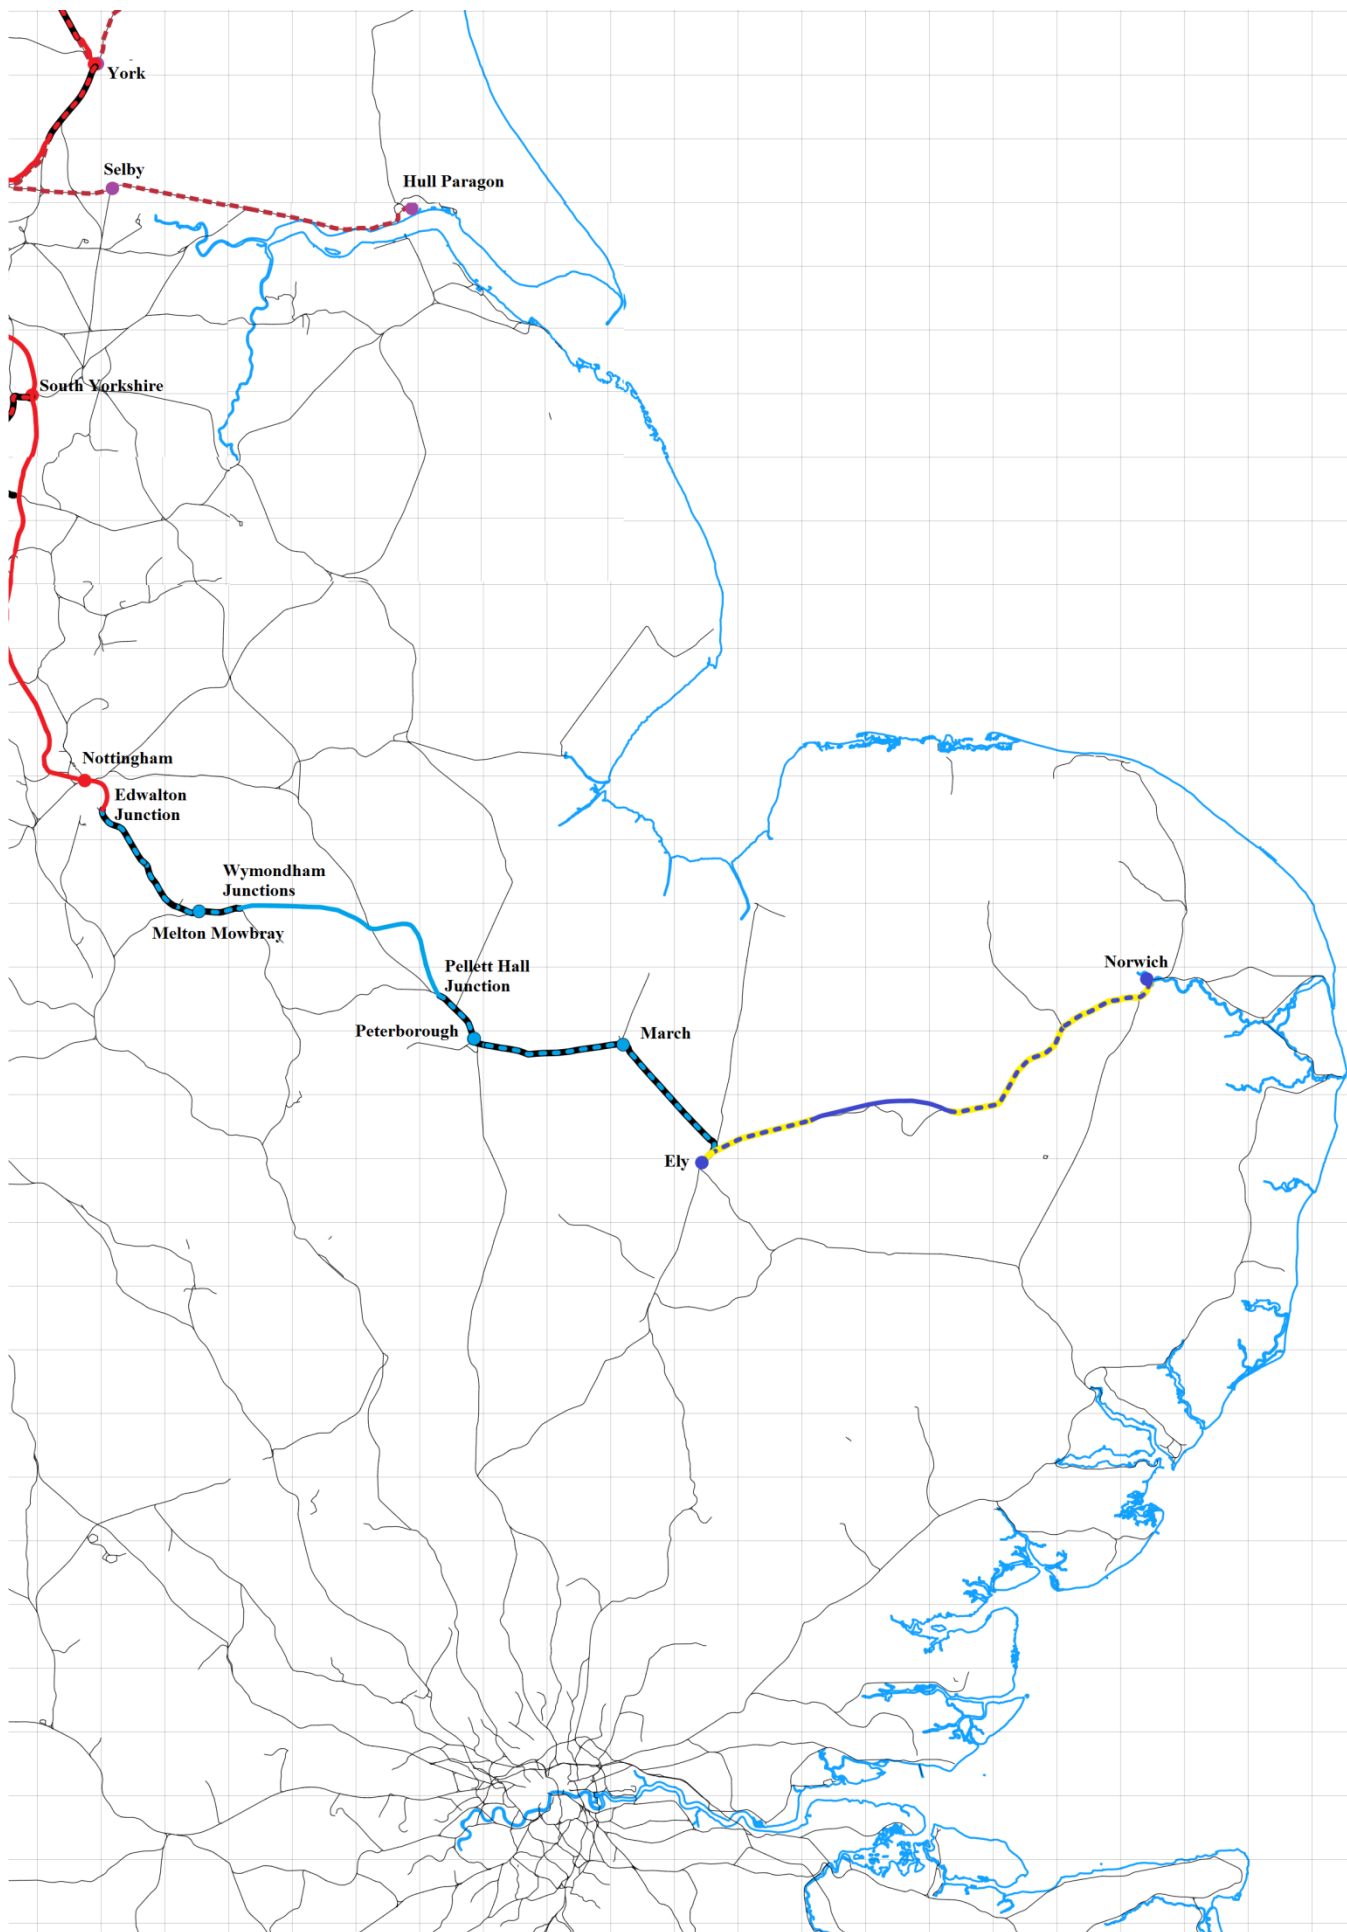 York
Selby
Hull Paragon
South Yorkshire
Nottingham
Edwalton
Junction
Wymondham
Junctions
Melton Mowbray
Pellett Hall
Junction
Norwich
Peterborough
March
Ely